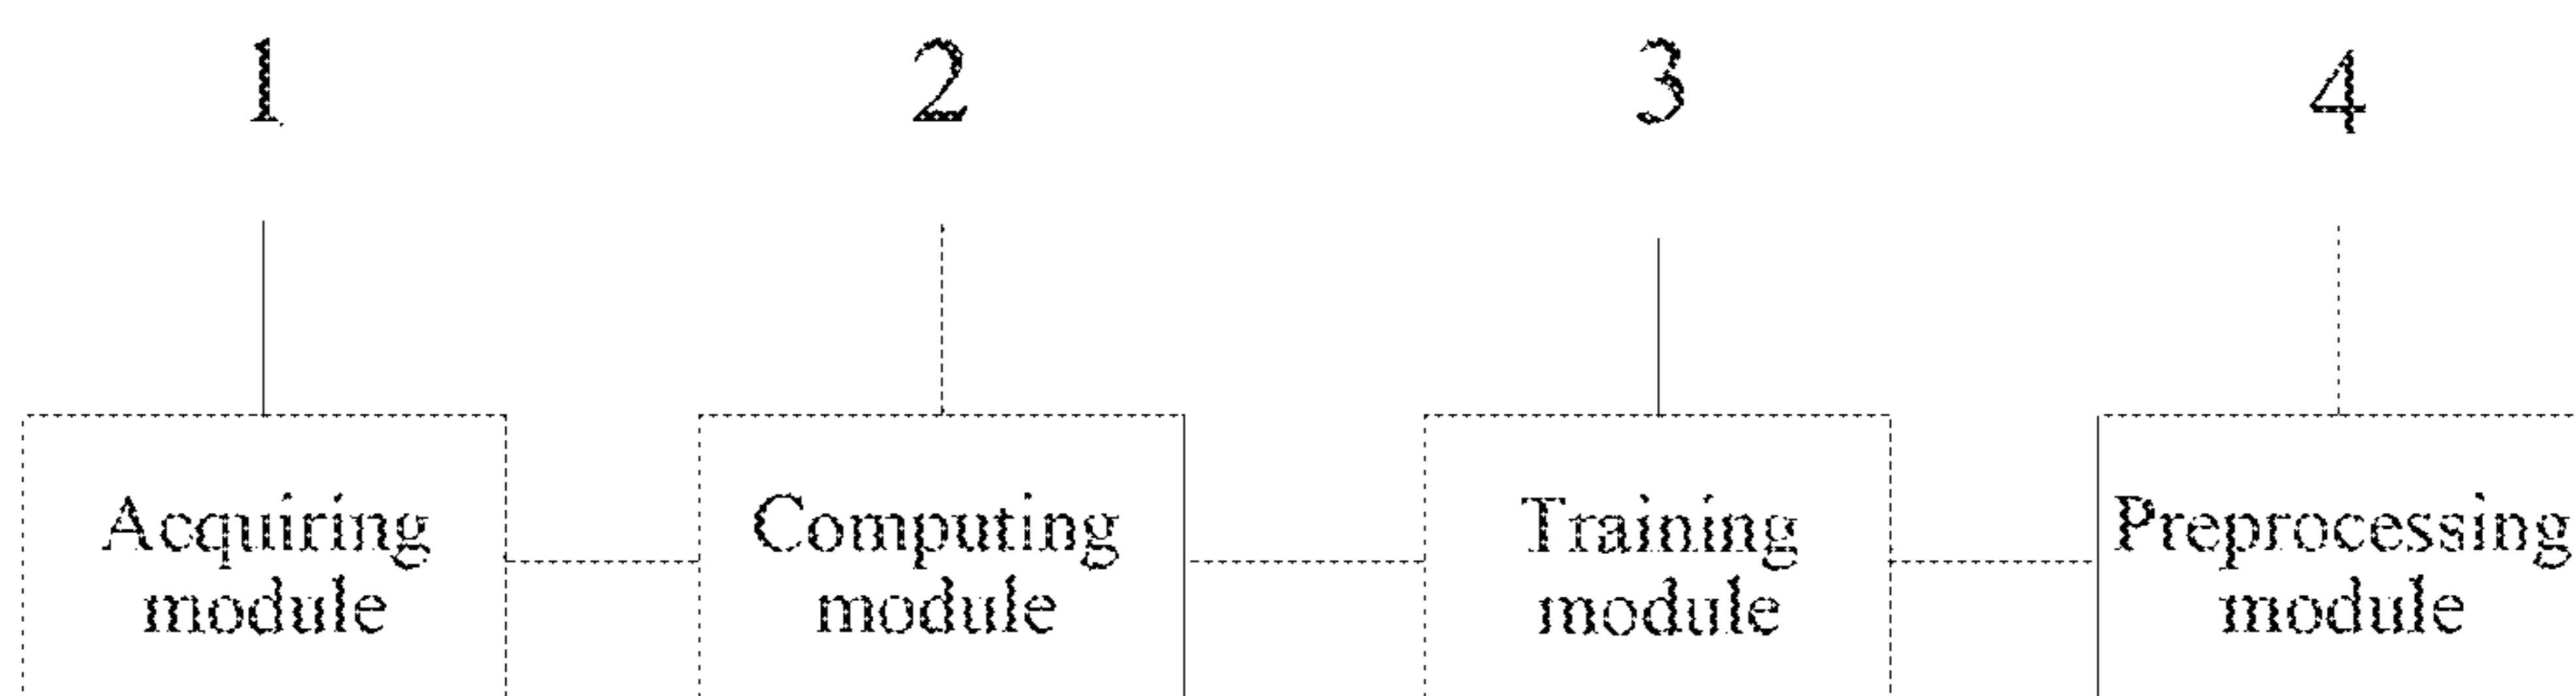 1 2 3 4
Acquiring module
Computing module
Training module
Preprocessing module